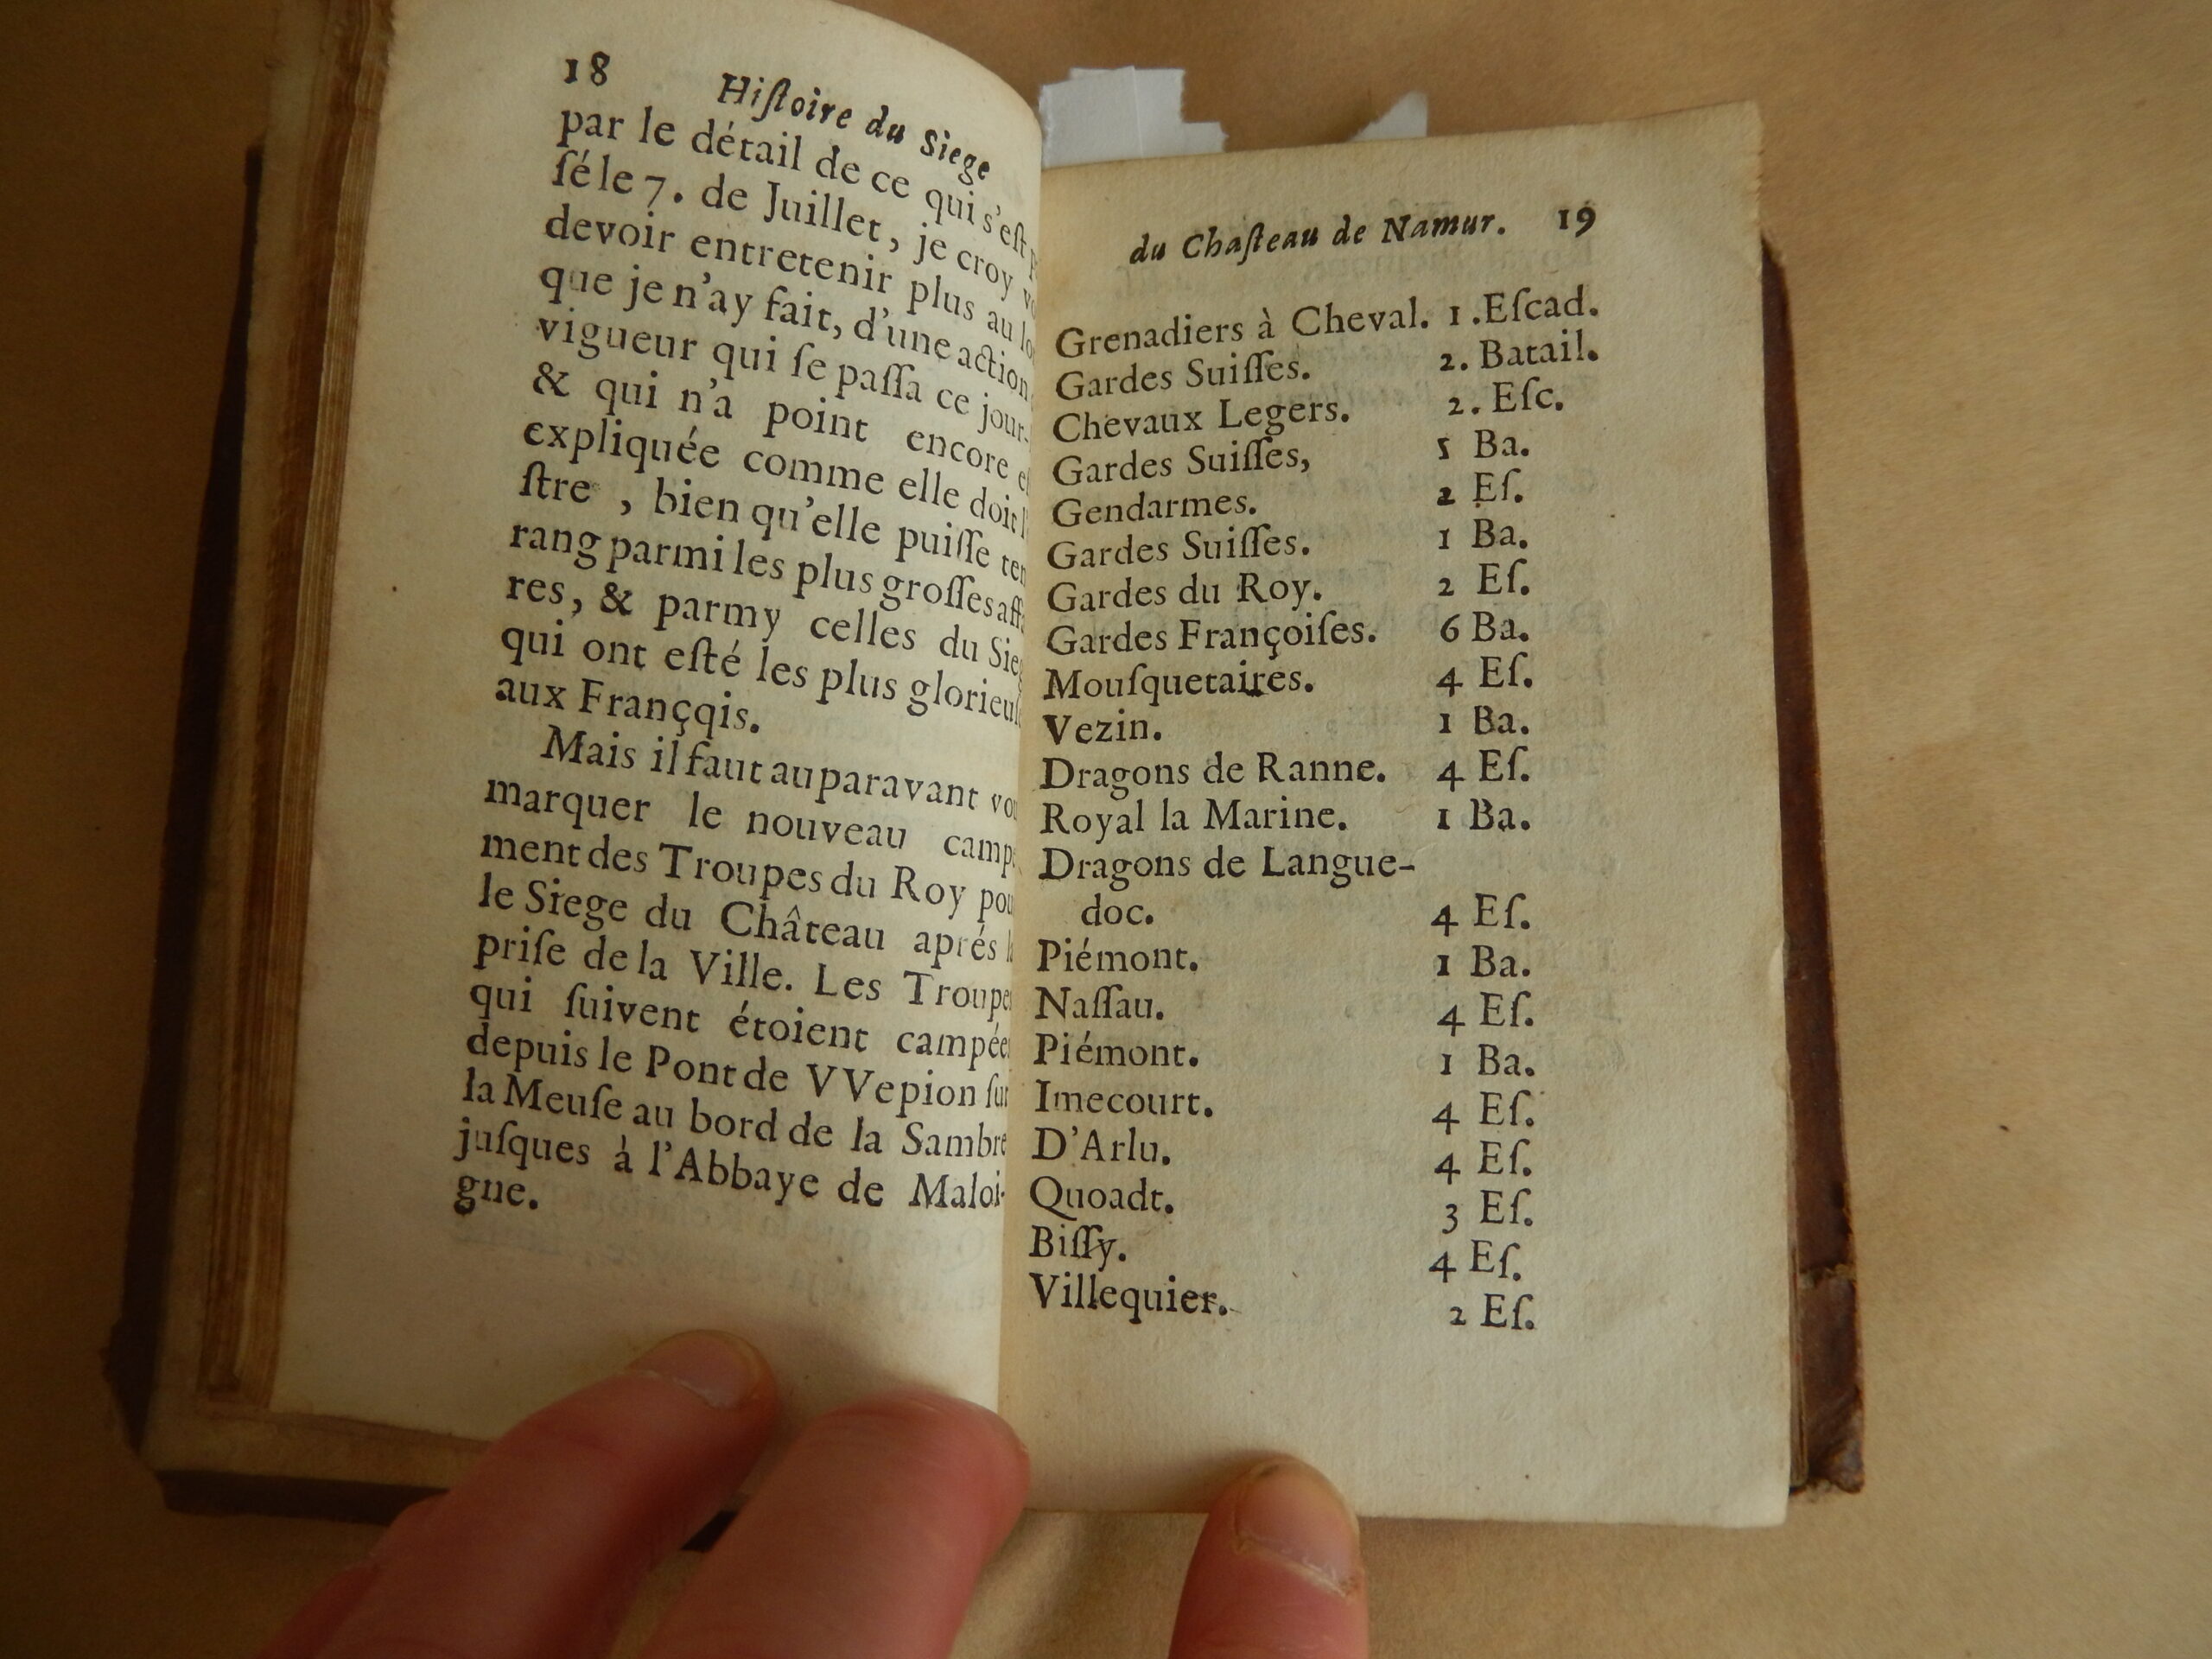 18 Hiſtoire du Siege
par le détail de ce qui s'eſt
ſé le 7. de Juillet, je croy
devoir entretenir plus au
que je n'ay fait, d'une action
vigueur qui ſe paſſa ce jour-
& qui n'a point encore
expliquée comme elle doit
ſtre , bien qu'elle puiſſe
rang parmi les plus groſſes
res, & parmy celles du
qui ont eſté les plus
aux Françqis.
Mais il faut auparavant
marquer le nouveau
ment des Troupes du Roy
le Siege du Château aprés
priſe de la Ville. Les
qui ſuivent étoient
depuis le Pont de VVepion ſur
la Meuſe au bord de la Sambre
juſques à l'Abbaye de Maloi-
gne.
du Chaſteau de Namur. 19
Grenadiers à Cheval. 1 .Eſcad.
Gardes Suiſſes. 2. Batail.
Chevaux Legers. 2. Eſc.
Gardes Suiſſes, 1 Ba.
Gendarmes. 2 Eſ.
Gardes Suiſſes. 1 Ba.
Gardes du Roy. 2 Eſ.
Gardes Françoiſes. 6 Ba.
Mouſquetaires. 4 Eſ.
Vezin. 1 Ba.
Dragons de Ranne. 4 Eſ.
Royal la Marine. 1 Ba.
Dragons de Langue-
doc. 4 Eſ.
Piémont. 1 Ba.
Naſſau. 4 Eſ.
Piémont. 1 Ba.
Imecourt. 4 Eſ.
D'Arlu. 4 Eſ.
Quoadt. 3 Eſ.
Biſſy. 4 Eſ.
Villequier. 2 Eſ.